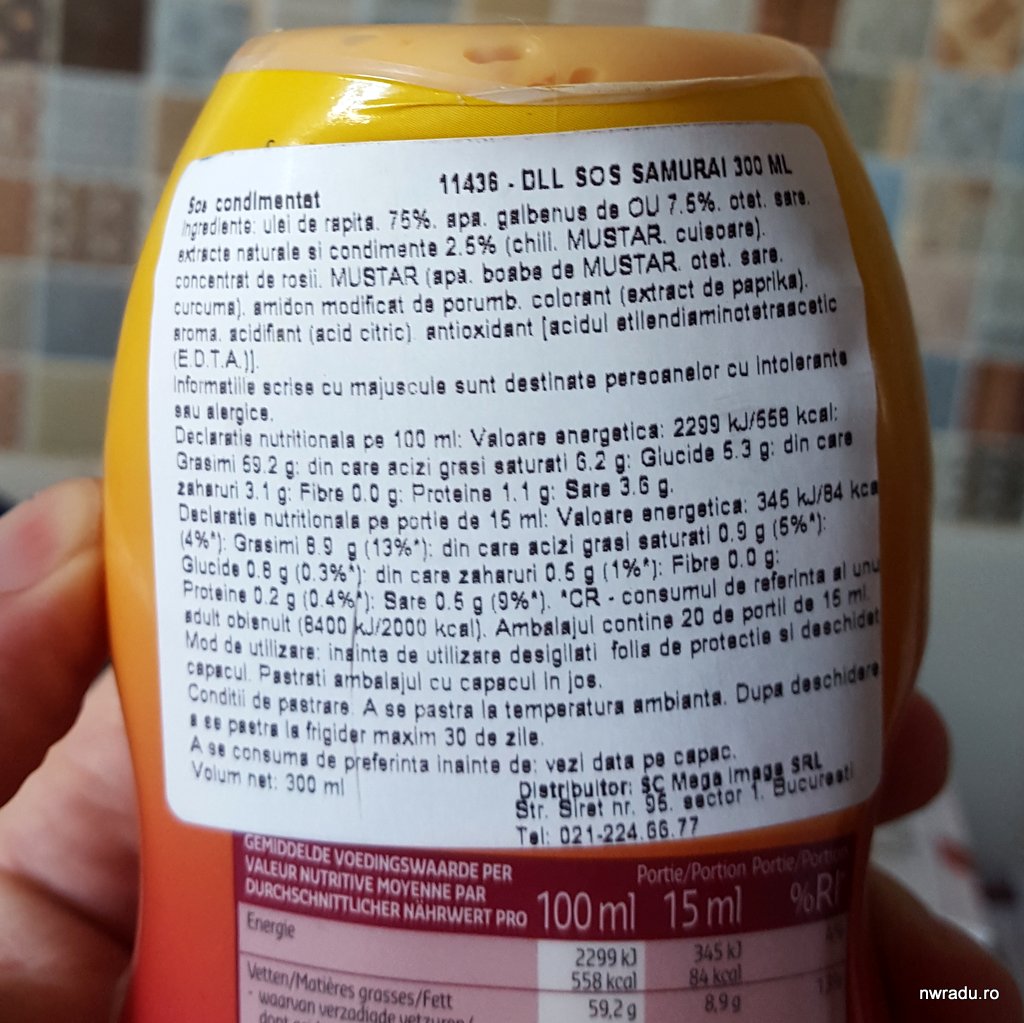 11436 - DLL SOS SAMURAI 300 ML
Sos condimentat
Ingrediente: ulei de rapita. 75%. apa. galbenus de OU 7.5%. otet. sare.
extracte naturale si condimente 2.5% (chili. MUSTAR. cuisoare).
concentrat de rosii. MUSTAR (apa. boabe de MUSTAR. otet. sare.
curcuma). amidon modificat de porumb. colorant (extract de paprika).
aroma. acidifiant (acid citric) antioxidant [acidul etilendiaminotetraacetic
(E.D.T.A.)].
Informatiile scrise cu majuscule sunt destinate persoanelor cu intolerante
sau alergice.
Declaratie nutritionala pe 100 ml: Valoare energetica: 2299 kJ/558 kcal:
Grasimi 59.2 g: din care acizi grasi saturati 6.2 g: Glucide 5.3 g: din care
zaharuri 3.1 g: Fibre 0.0 g: Proteine 1.1 g: Sare 3.6 g.
Declaratie nutritionala pe portie de 15 ml: Valoare energetica: 345 kJ/84 kca
(4%*): Grasimi 8.9 g (13%*): din care acizi grasi saturati 0.9 g (5%*):
Glucide 0.8 g (0.3%*): din care zaharuri 0.5 g (1%*): Fibre 0.0 g:
Proteine 0.2 g (0.4%*): Sare 0.5 g (9%*). *CR - consumul de referinta al unu
adult obisnuit (8400 kJ/2000 kcal). Ambalajul contine 20 de portii de 15 ml.
Mod de utilizare: inainte de utilizare desigilati folia de protectie si deschidet
capacul. Pastrati ambalajul cu capacul in jos.
Conditii de pastrare: A se pastra la temperatura ambianta. Dupa deschidere
a se pastra la frigider maxim 30 de zile.
A se consuma de preferinta inainte de: vezi data pe capac.
Volum net: 300 ml
Distribuitor: SC Mega Image SRL
Str. Siret nr. 95. sector 1. Bucuresti
Tel: 021-224.66.77
GEMIDDELDE VOEDINGSWAARDE PER
VALEUR NUTRITIVE MOYENNE PAR
DURCHSCHNITTLICHER NÄHRWERT PRO
100 ml
Portie/Portion
15 ml
Portie/Portion
%RI
Energie
2299 kJ 345 kJ
558 kcal 84 kcal
Vetten/Matières grasses/Fett 59,2 g 8,9 g
- waarvan verzadigde vetzuren/
nwradu.ro